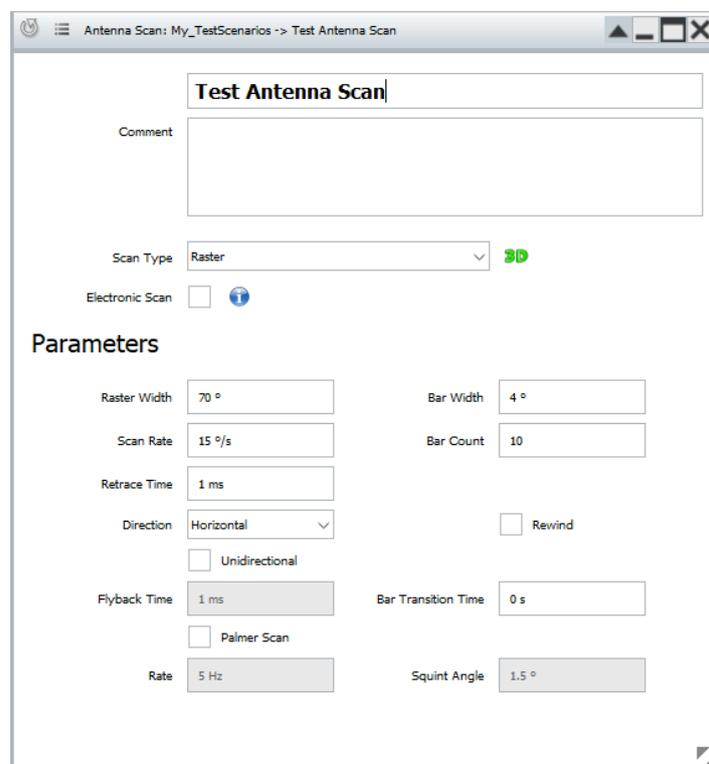 Antenna Scan: My_TestScenarios -> Test Antenna Scan
Test Antenna Scan
Comment
Scan Type Raster 3D
Electronic Scan
Parameters
Raster Width 70 º Bar Width 4 º
Scan Rate 15 º/s Bar Count 10
Retrace Time 1 ms
Direction Horizontal Rewind
Unidirectional
Flyback Time 1 ms Bar Transition Time 0 s
Palmer Scan
Rate 5 Hz Squint Angle 1.5 º